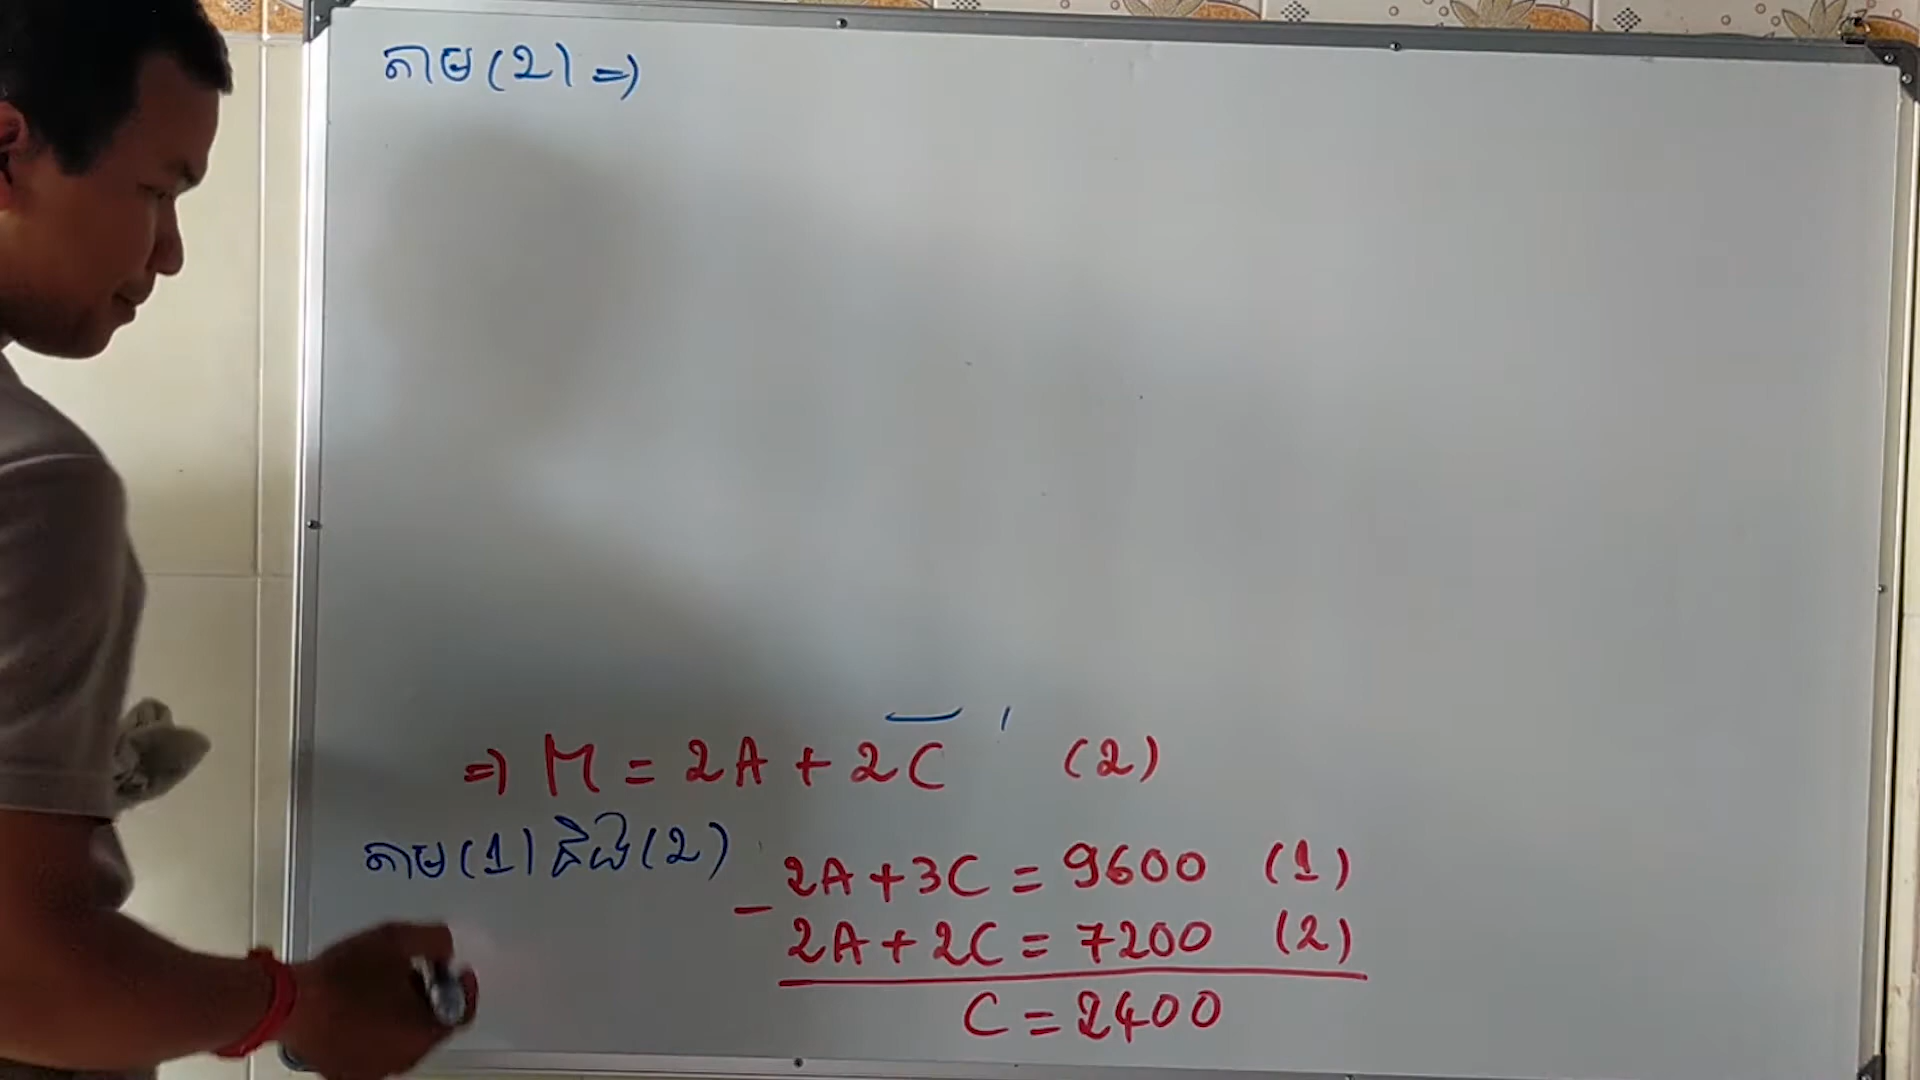 តាម (2) =>
=> M = 2A + 2C (2)
តាម (1) និង (2)
2A + 3C = 9600 (1)
-
2A + 2C = 7200 (2)
C = 2400